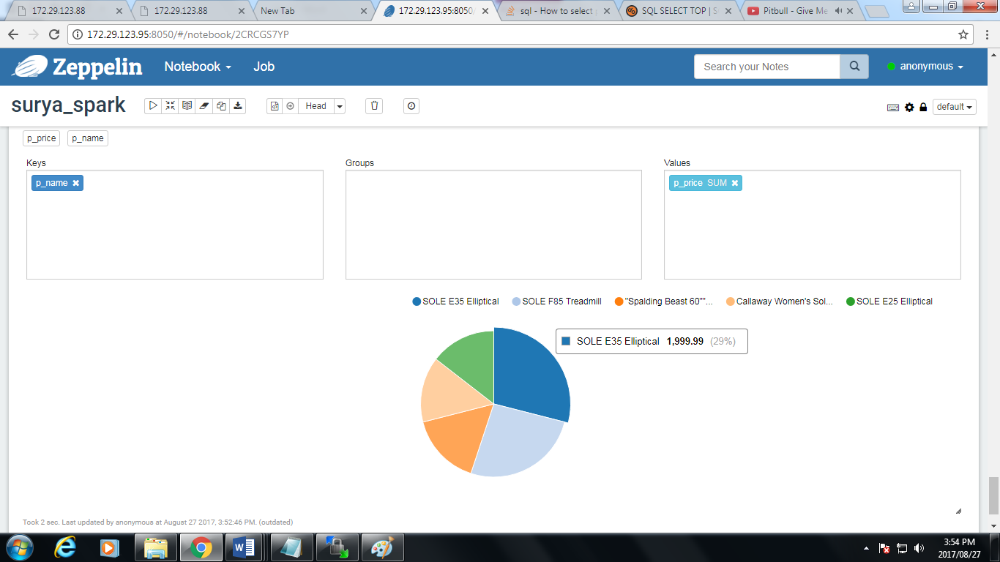 172.29.123.88
172.29.123.88
New Tab
172.29.123.95:8050/
sql - How to select
SQL SELECT TOP | S
Pitbull - Give Me
172.29.123.95:8050/#/notebook/2CRCGS7YP
Zeppelin Notebook Job Search your Notes anonymous
surya_spark Head default
p_price p_name
Keys Groups Values
p_name p_price SUM
SOLE E35 Elliptical SOLE F85 Treadmill "Spalding Beast 60""... Callaway Women's Sol... SOLE E25 Elliptical
SOLE E35 Elliptical 1,999.99 (29%)
Took 2 sec. Last updated by anonymous at August 27 2017, 3:52:46 PM. (outdated)
3:54 PM
2017/08/27